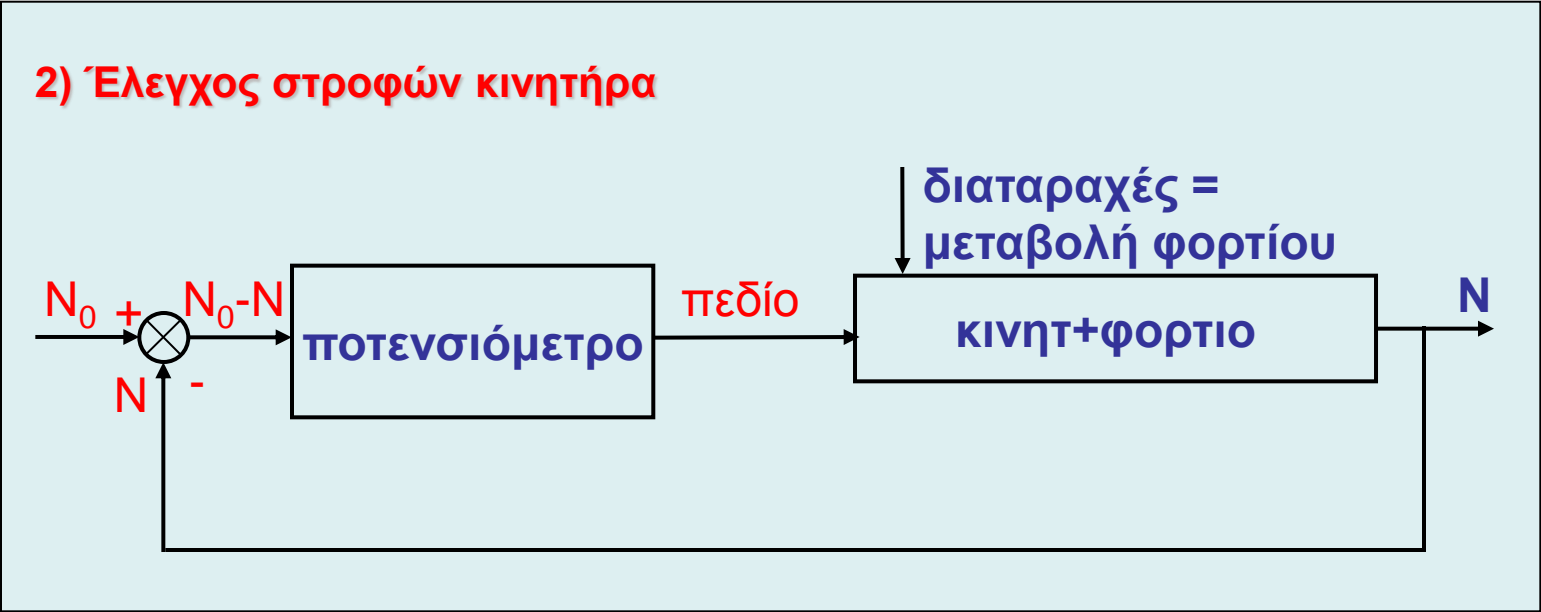 2) Έλεγχος στροφών κινητήρα
διαταραχές =
μεταβολή φορτίου
N₀ + N₀-N
ποτενσιόμετρο
πεδίο
κινητ+φορτιο
N
N -